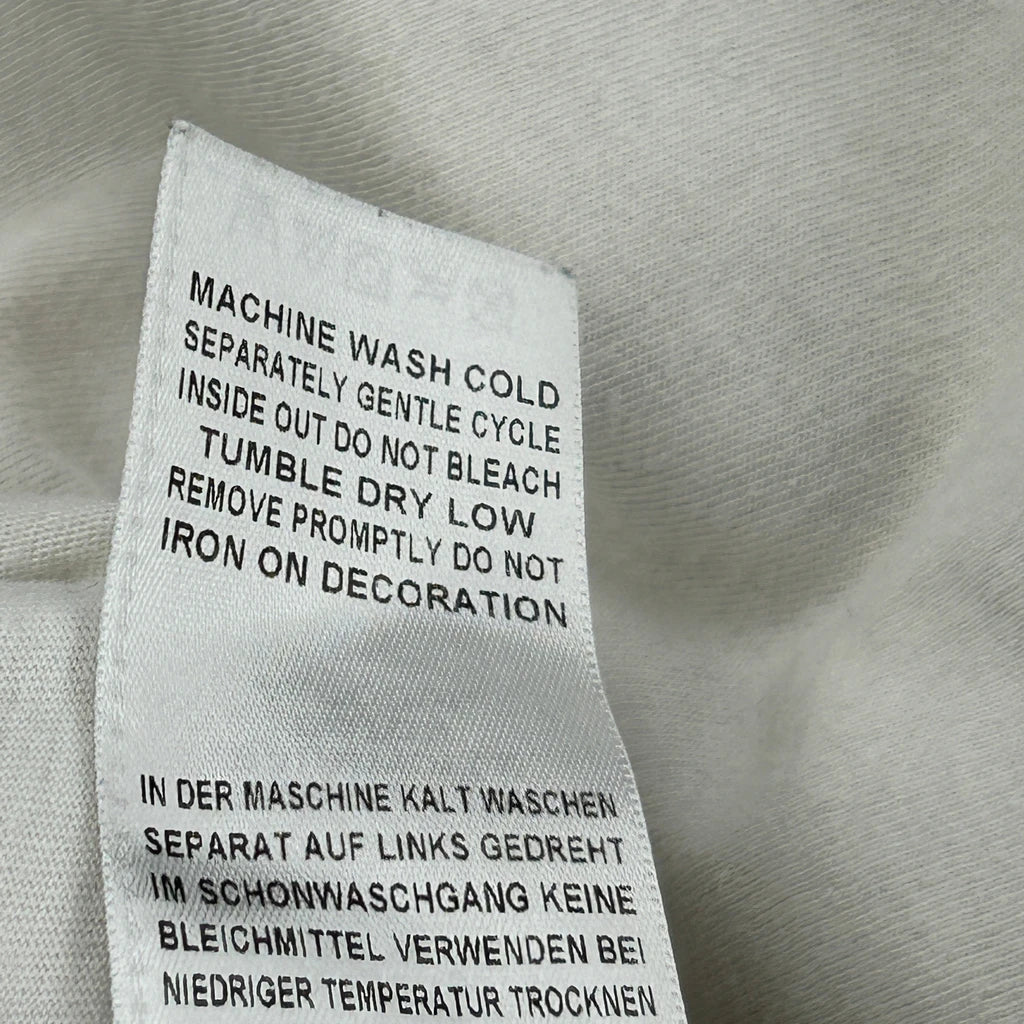 MACHINE WASH COLD
SEPARATELY GENTLE CYCLE
INSIDE OUT DO NOT BLEACH
TUMBLE DRY LOW
REMOVE PROMPTLY DO NOT
IRON ON DECORATION
IN DER MASCHINE KALT WASCHEN
SEPARAT AUF LINKS GEDREHT
IM SCHONWASCHGANG KEINE
BLEICHMITTEL VERWENDEN BEI
NIEDRIGER TEMPERATUR TROCKNEN